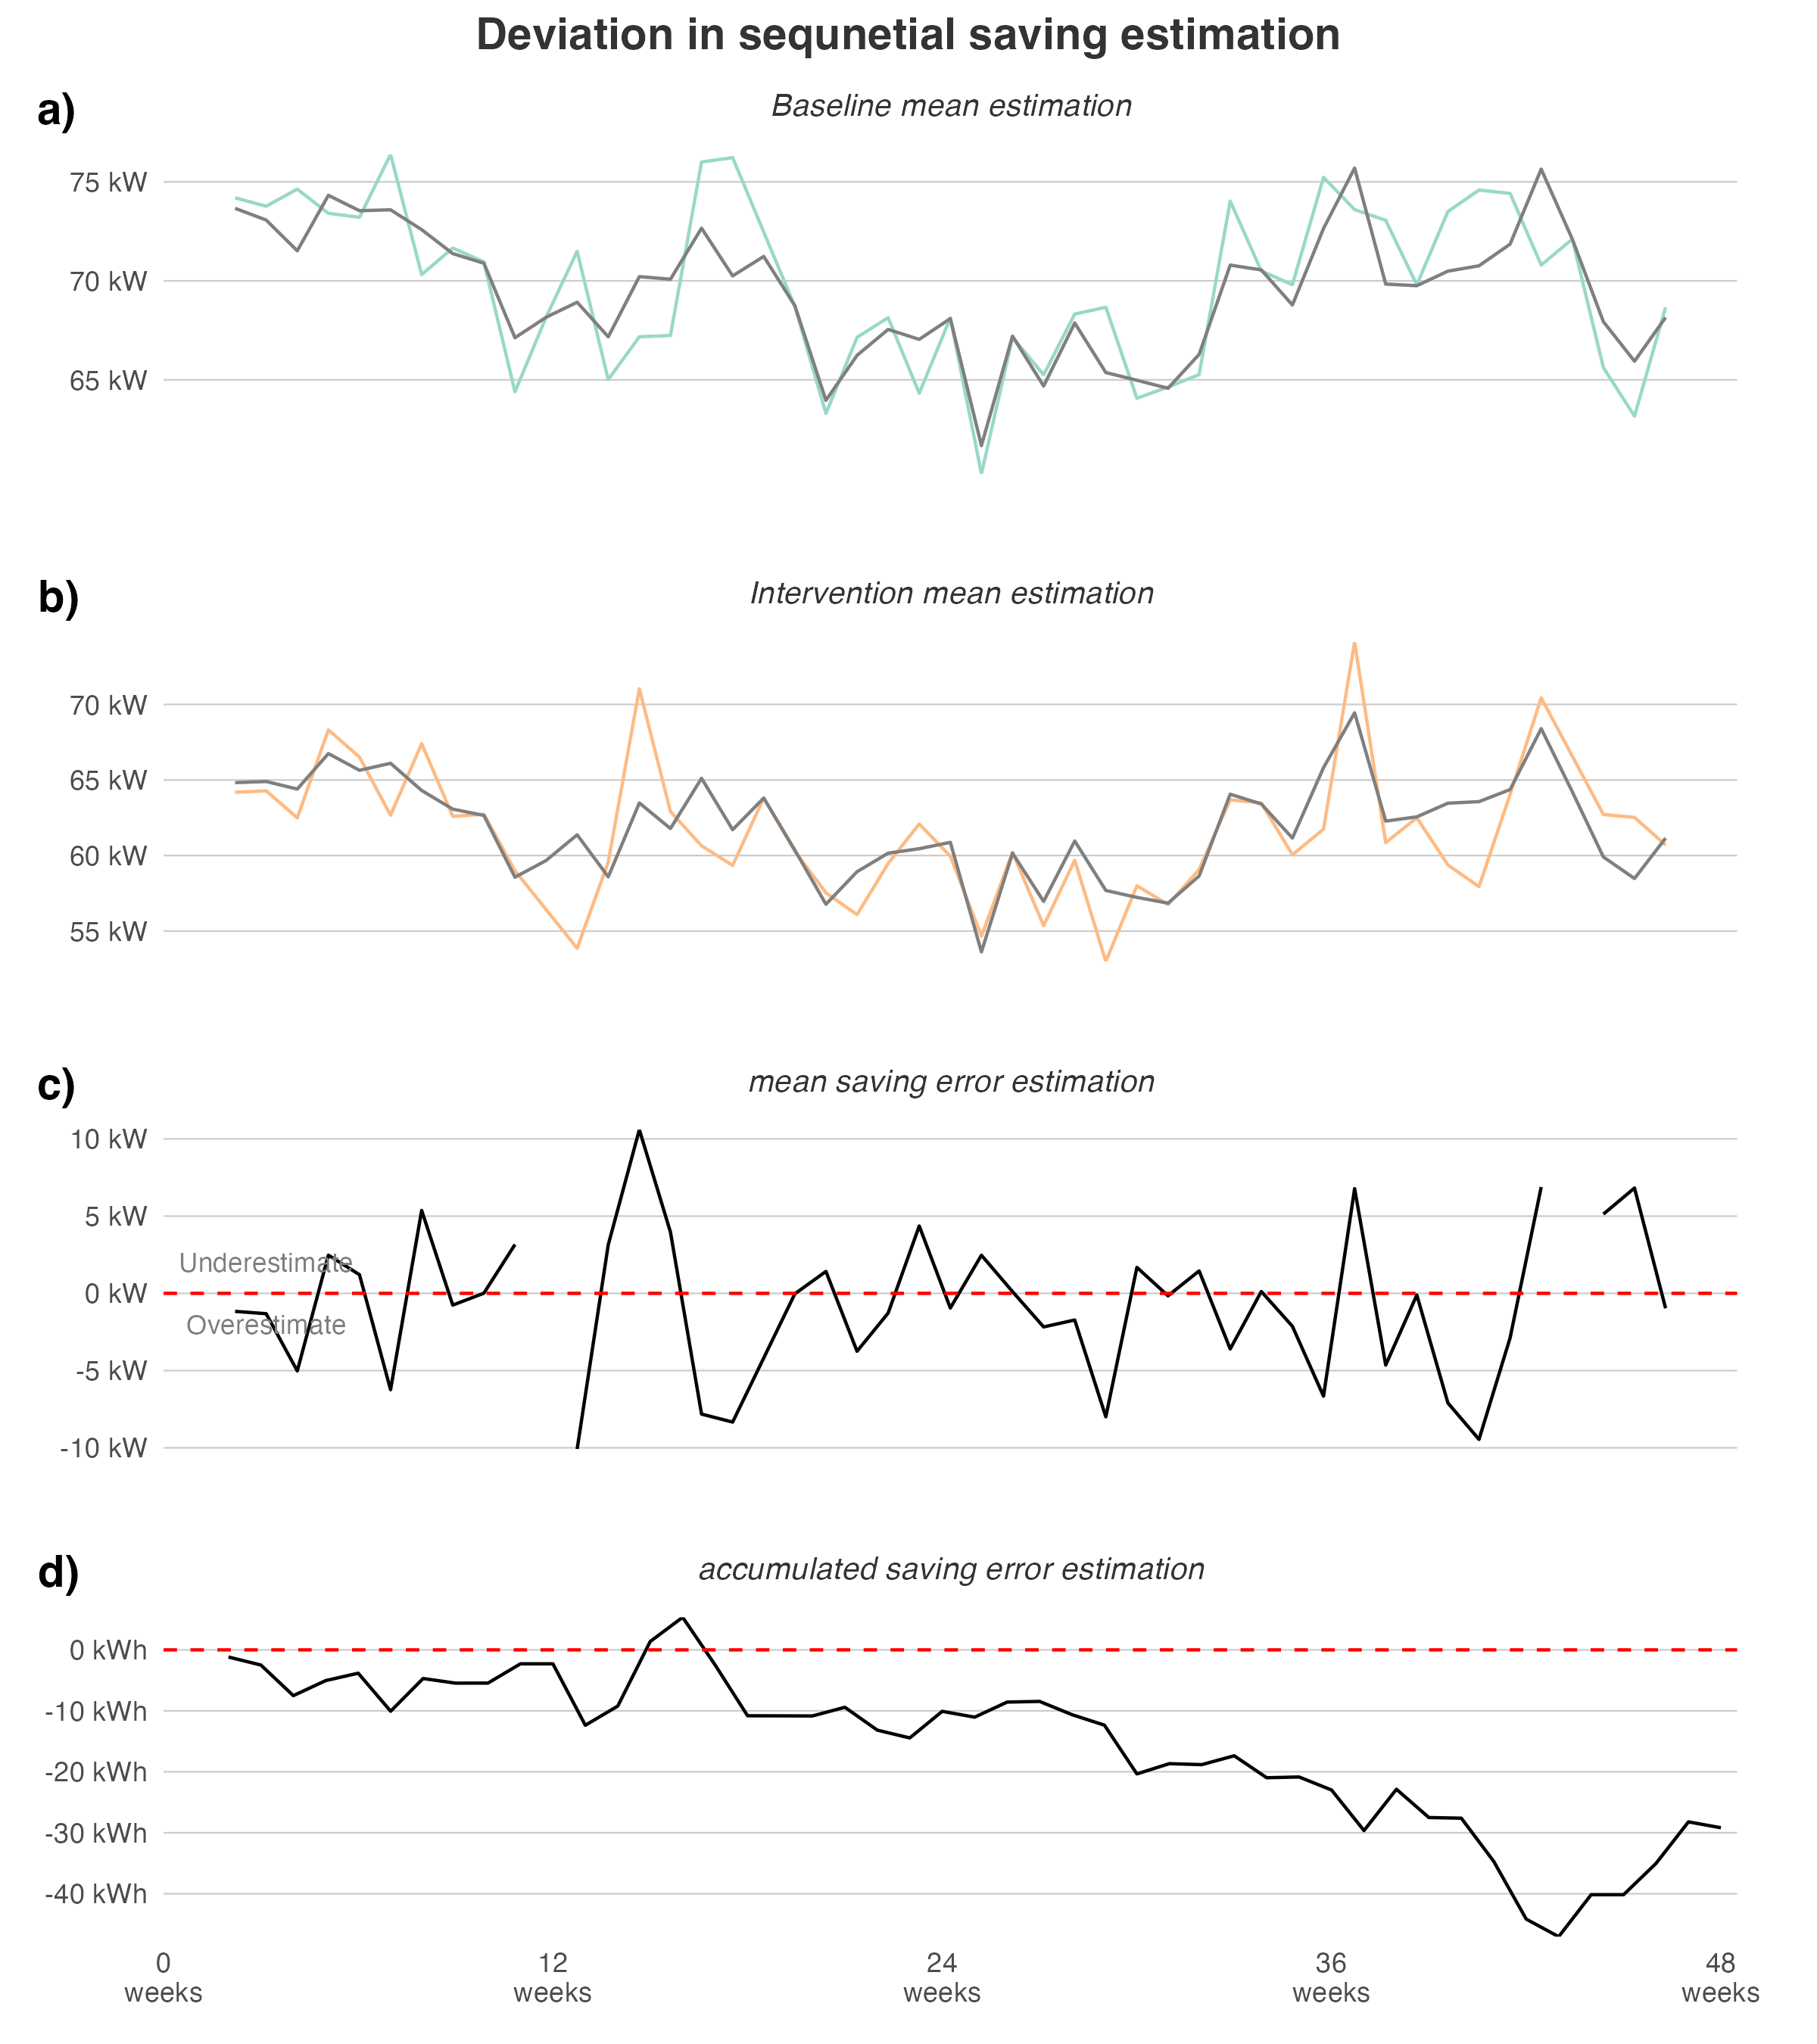 Deviation in sequnetial saving estimation
a)
Baseline mean estimation
75 kW
70 kW
65 kW
b)
Intervention mean estimation
70 kW
65 kW
60 kW
55 kW
c)
mean saving error estimation
10 kW
5 kW
Underestimate
0 kW
Overestimate
-5 kW
-10 kW
d)
accumulated saving error estimation
0 kWh
-10 kWh
-20 kWh
-30 kWh
-40 kWh
0 12 24 36 48
weeks weeks weeks weeks weeks